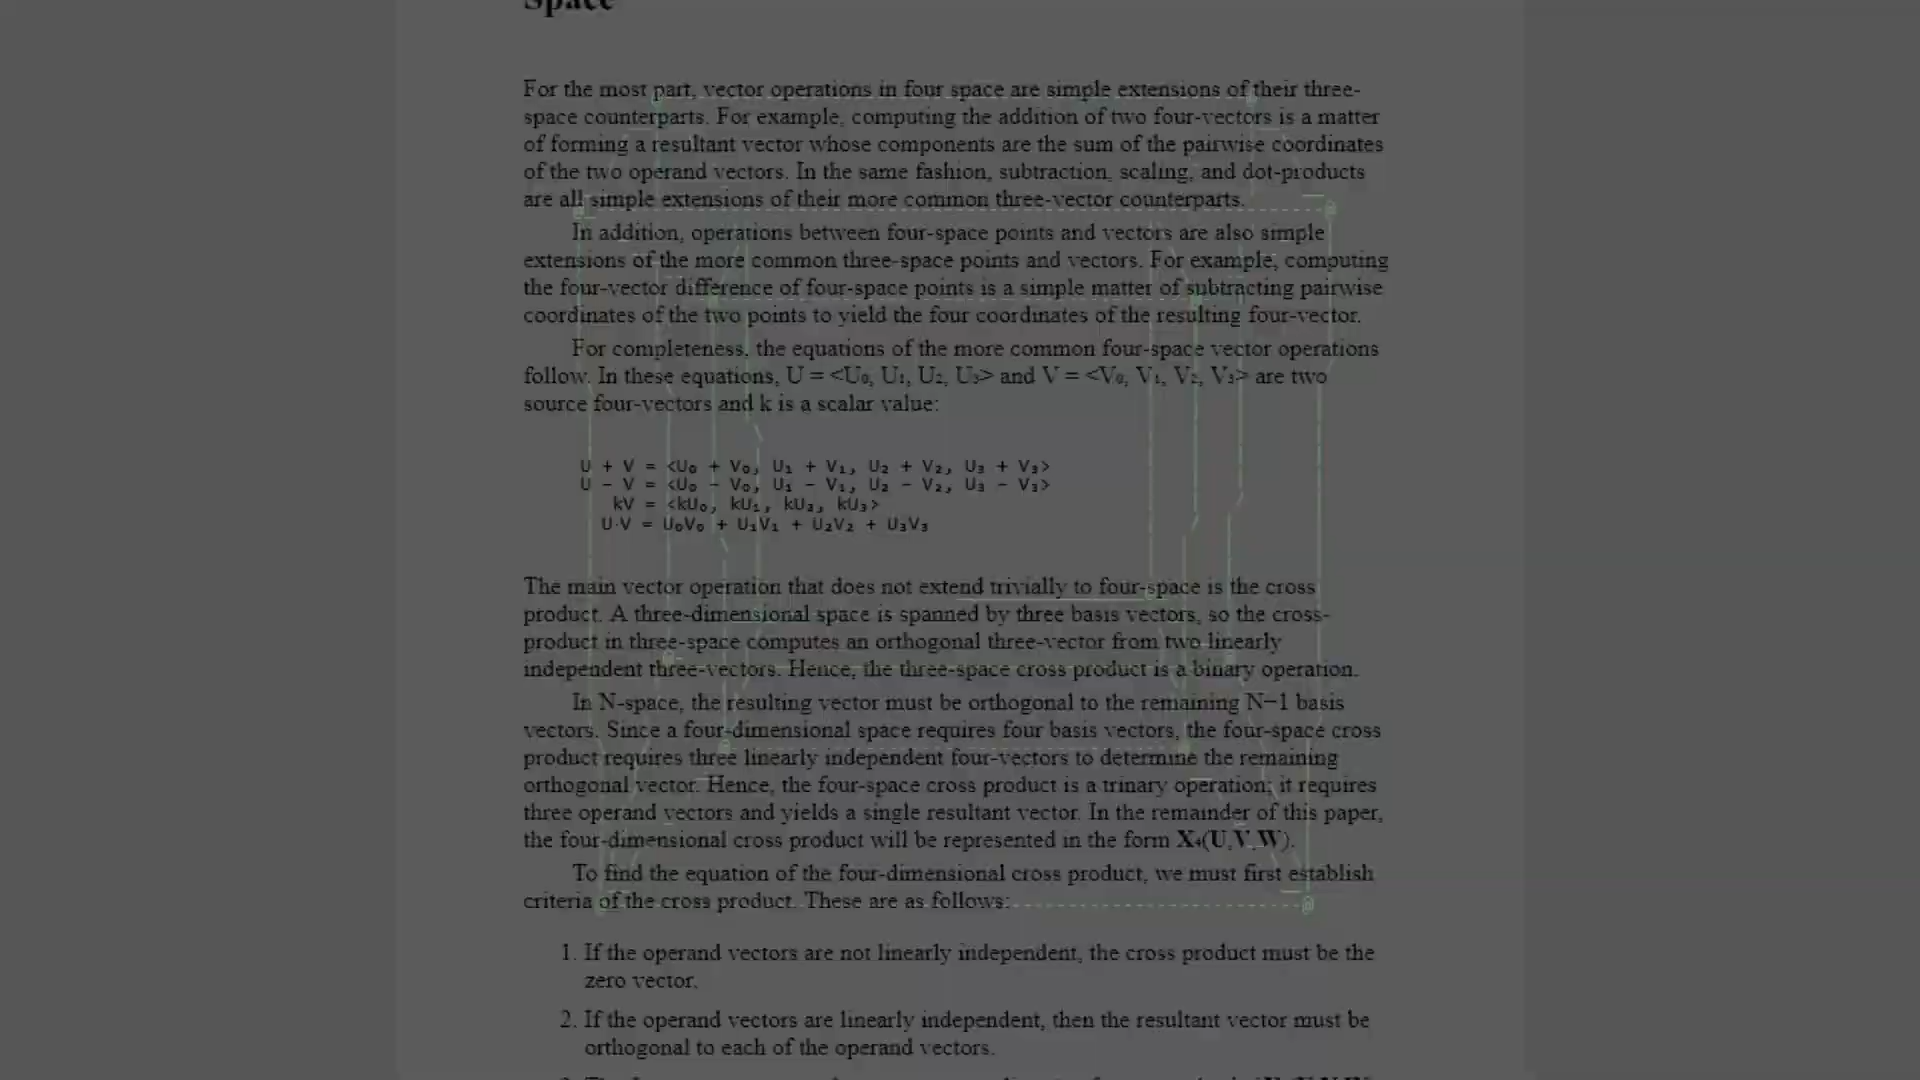 Space
For the most part, vector operations in four space are simple extensions of their three-
space counterparts. For example, computing the addition of two four-vectors is a matter
of forming a resultant vector whose components are the sum of the pairwise coordinates
of the two operand vectors. In the same fashion, subtraction, scaling, and dot-products
are all simple extensions of their more common three-vector counterparts.
In addition, operations between four-space points and vectors are also simple
extensions of the more common three-space points and vectors. For example, computing
the four-vector difference of four-space points is a simple matter of subtracting pairwise
coordinates of the two points to yield the four coordinates of the resulting four-vector.
For completeness, the equations of the more common four-space vector operations
follow. In these equations, U = <U₀, U₁, U₂, U₃> and V = <V₀, V₁, V₂, V₃> are two
source four-vectors and k is a scalar value:
U + V = <U₀ + V₀, U₁ + V₁, U₂ + V₂, U₃ + V₃>
U − V = <U₀ − V₀, U₁ − V₁, U₂ − V₂, U₃ − V₃>
kV = <kU₀, kU₁, kU₂, kU₃>
U·V = U₀V₀ + U₁V₁ + U₂V₂ + U₃V₃
The main vector operation that does not extend trivially to four-space is the cross
product. A three-dimensional space is spanned by three basis vectors, so the cross-
product in three-space computes an orthogonal three-vector from two linearly
independent three-vectors. Hence, the three-space cross product is a binary operation.
In N-space, the resulting vector must be orthogonal to the remaining N−1 basis
vectors. Since a four-dimensional space requires four basis vectors, the four-space cross
product requires three linearly independent four-vectors to determine the remaining
orthogonal vector. Hence, the four-space cross product is a trinary operation; it requires
three operand vectors and yields a single resultant vector. In the remainder of this paper,
the four-dimensional cross product will be represented in the form X₄(U,V,W).
To find the equation of the four-dimensional cross product, we must first establish
criteria of the cross product. These are as follows:
1. If the operand vectors are not linearly independent, the cross product must be the
zero vector.
2. If the operand vectors are linearly independent, then the resultant vector must be
orthogonal to each of the operand vectors.